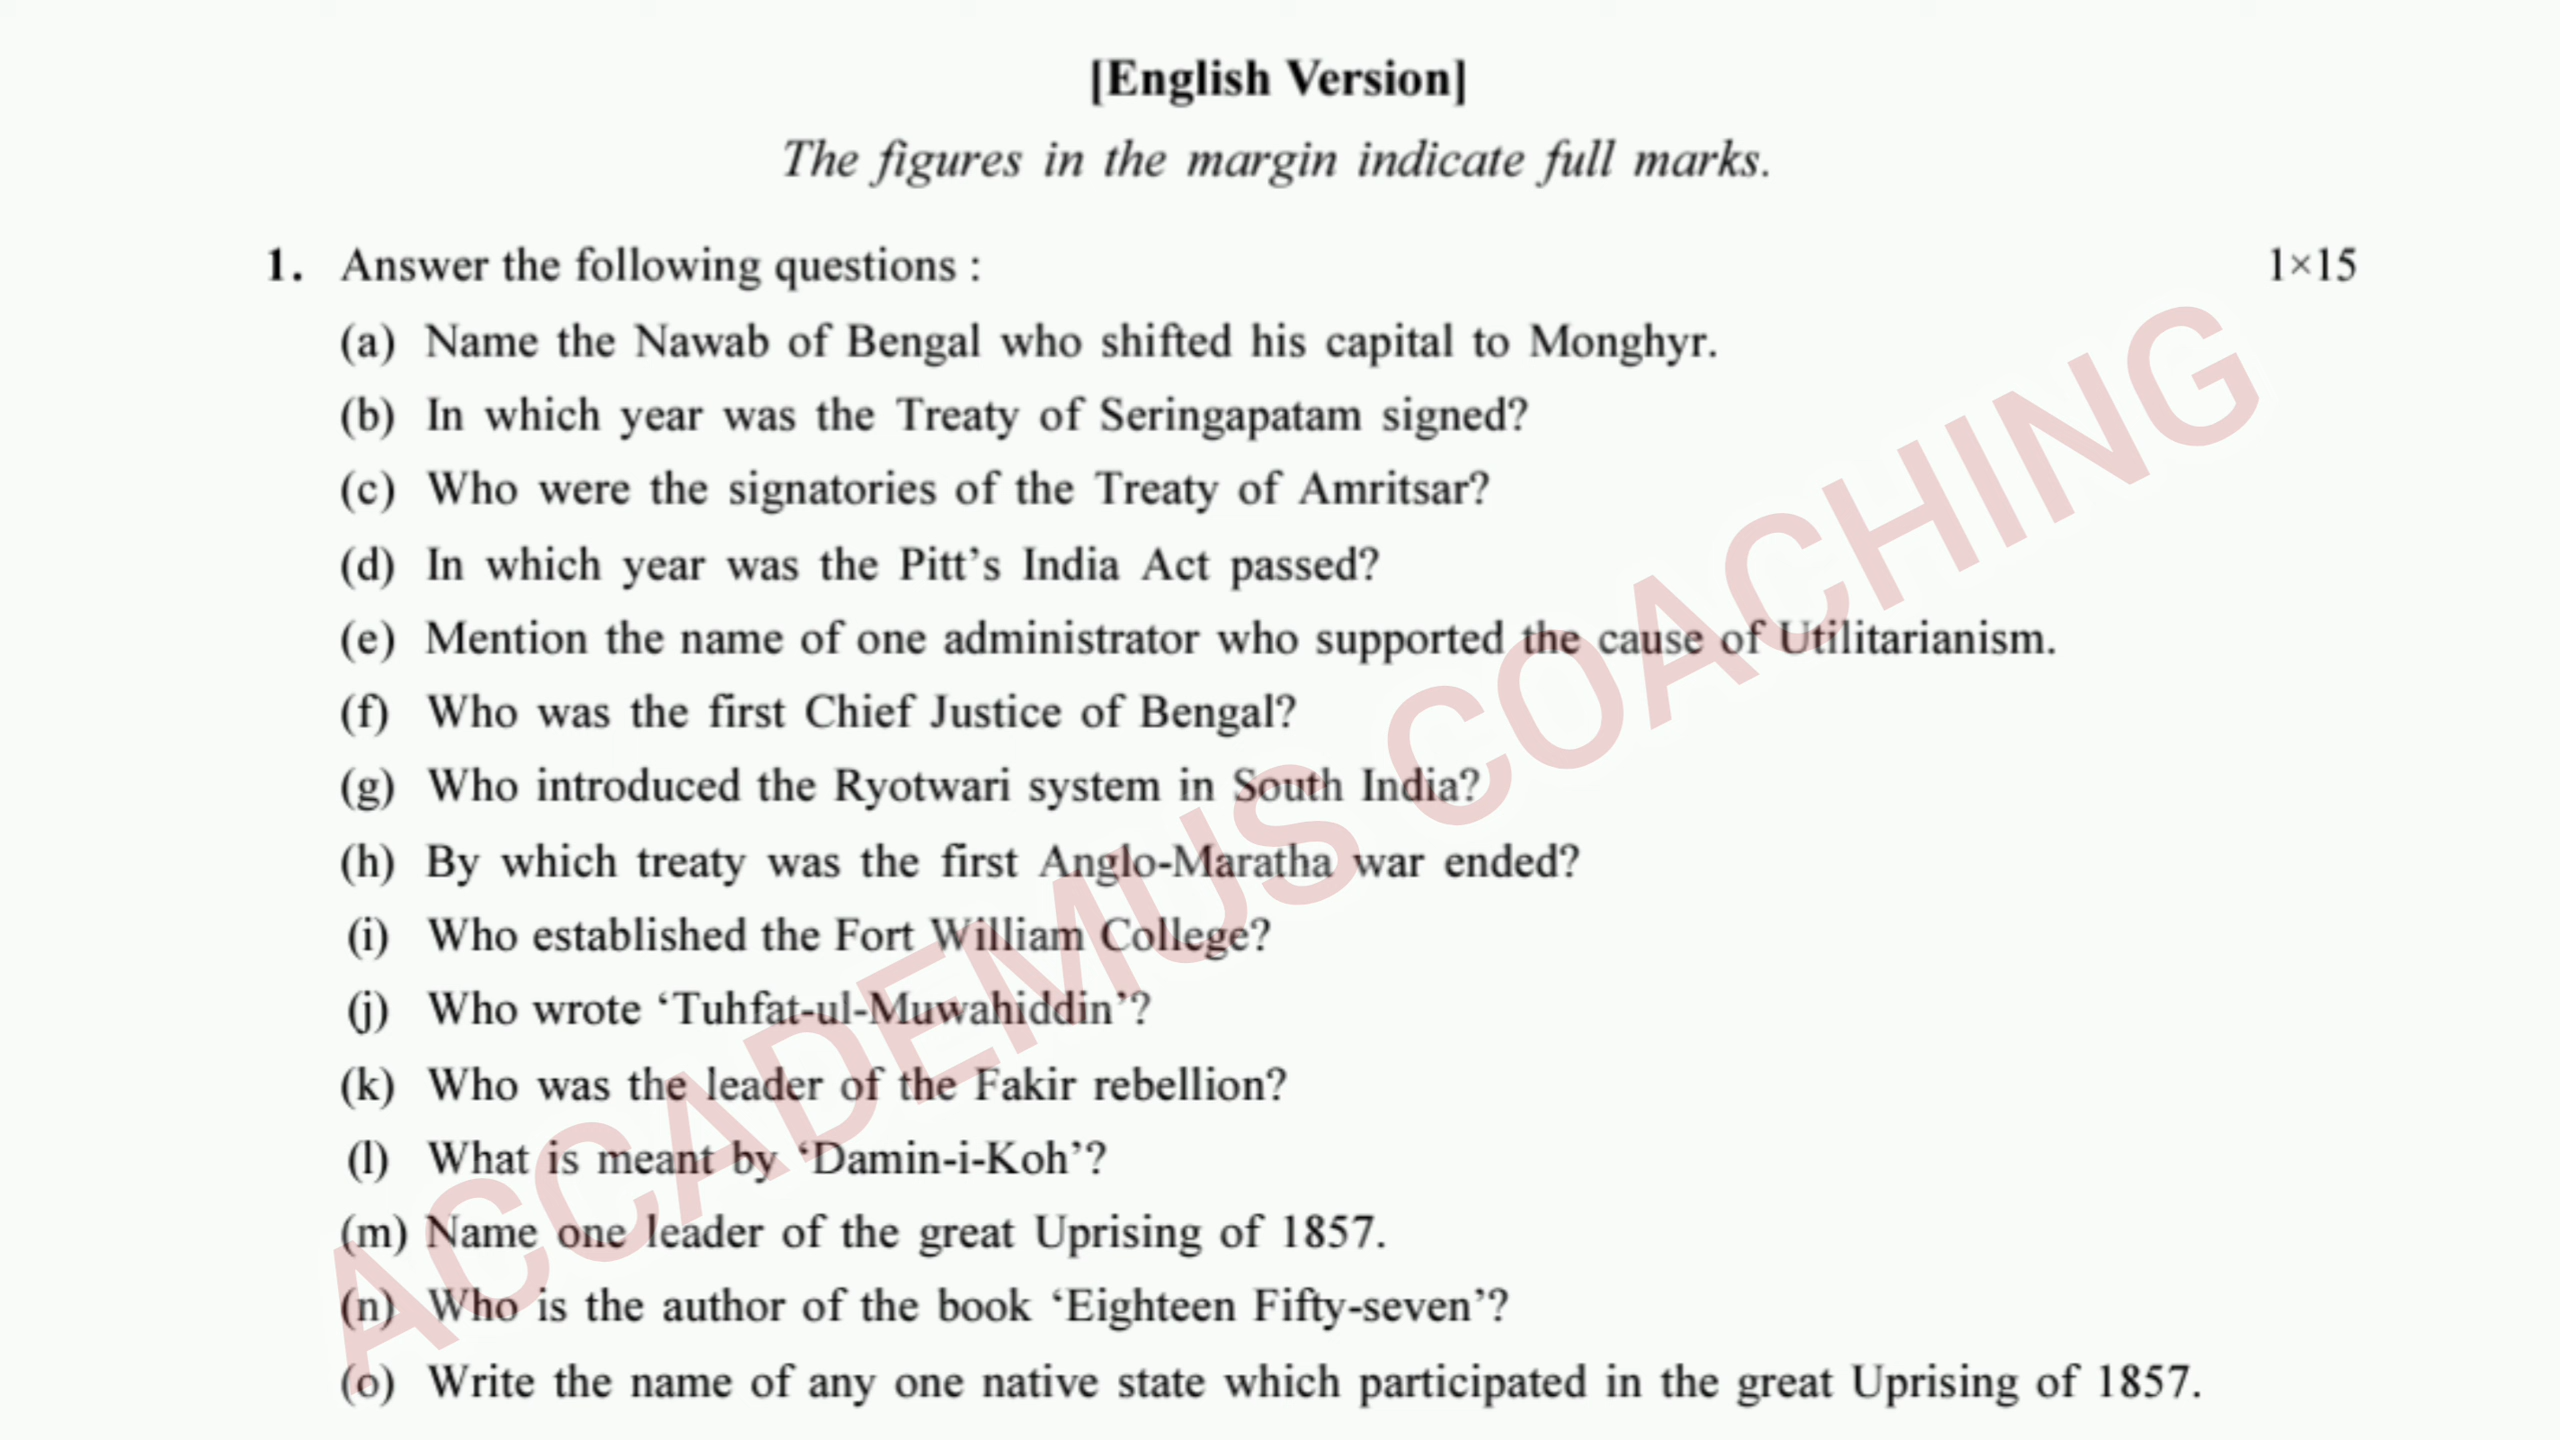 [English Version]
The figures in the margin indicate full marks.
1. Answer the following questions : 1×15
(a) Name the Nawab of Bengal who shifted his capital to Monghyr.
(b) In which year was the Treaty of Seringapatam signed?
(c) Who were the signatories of the Treaty of Amritsar?
(d) In which year was the Pitt’s India Act passed?
(e) Mention the name of one administrator who supported the cause of Utilitarianism.
(f) Who was the first Chief Justice of Bengal?
(g) Who introduced the Ryotwari system in South India?
(h) By which treaty was the first Anglo-Maratha war ended?
(i) Who established the Fort William College?
(j) Who wrote ‘Tuhfat-ul-Muwahiddin’?
(k) Who was the leader of the Fakir rebellion?
(l) What is meant by ‘Damin-i-Koh’?
(m) Name one leader of the great Uprising of 1857.
(n) Who is the author of the book ‘Eighteen Fifty-seven’?
(o) Write the name of any one native state which participated in the great Uprising of 1857.
ACCADEMUS COACHING